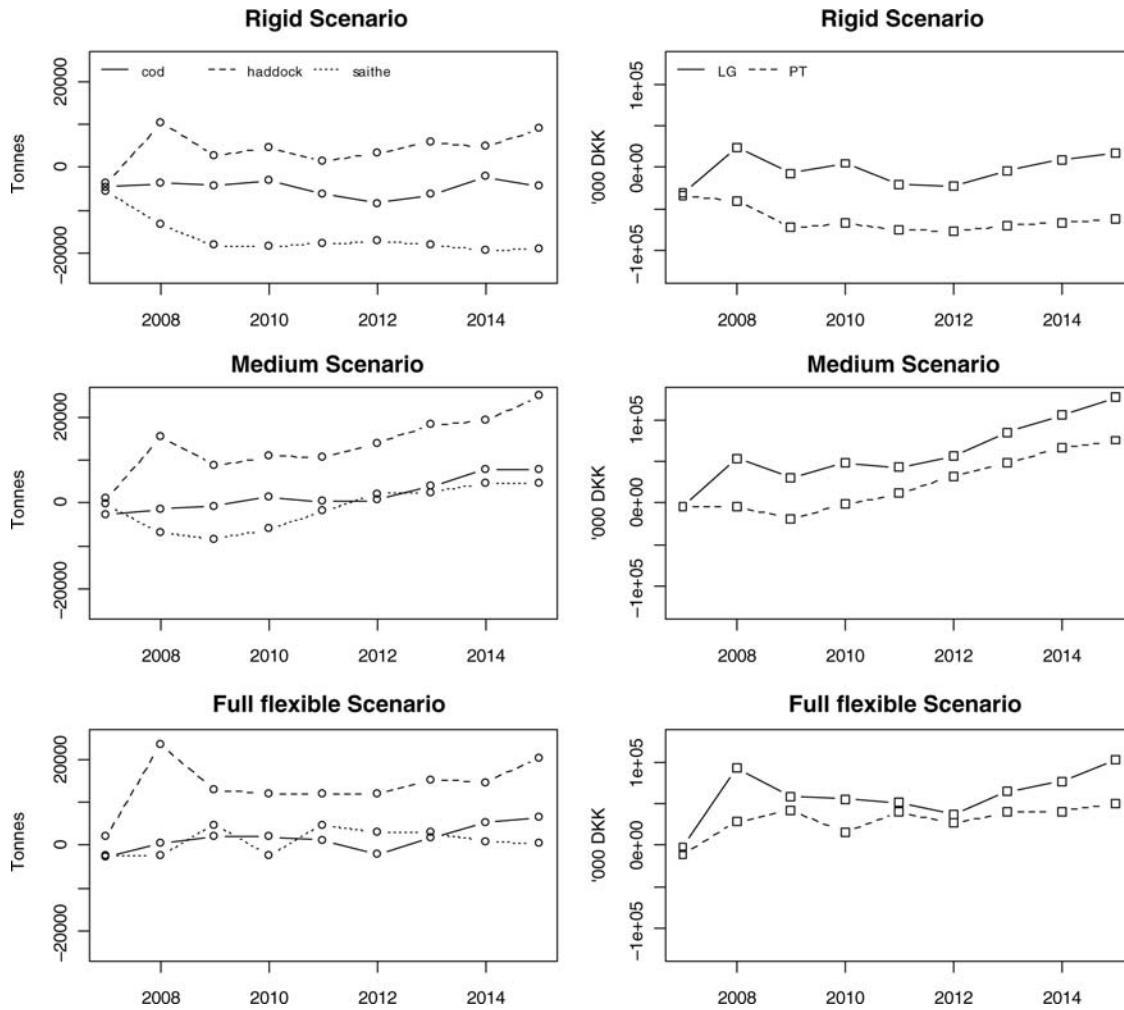 Rigid Scenario
cod haddock saithe
Tonnes
20000
0
−20000
2008 2010 2012 2014
Rigid Scenario
LG PT
'000 DKK
1e+05
0e+00
−1e+05
2008 2010 2012 2014
Medium Scenario
Tonnes
20000
0
−20000
2008 2010 2012 2014
Medium Scenario
'000 DKK
1e+05
0e+00
−1e+05
2008 2010 2012 2014
Full flexible Scenario
Tonnes
20000
0
−20000
2008 2010 2012 2014
Full flexible Scenario
'000 DKK
1e+05
0e+00
−1e+05
2008 2010 2012 2014